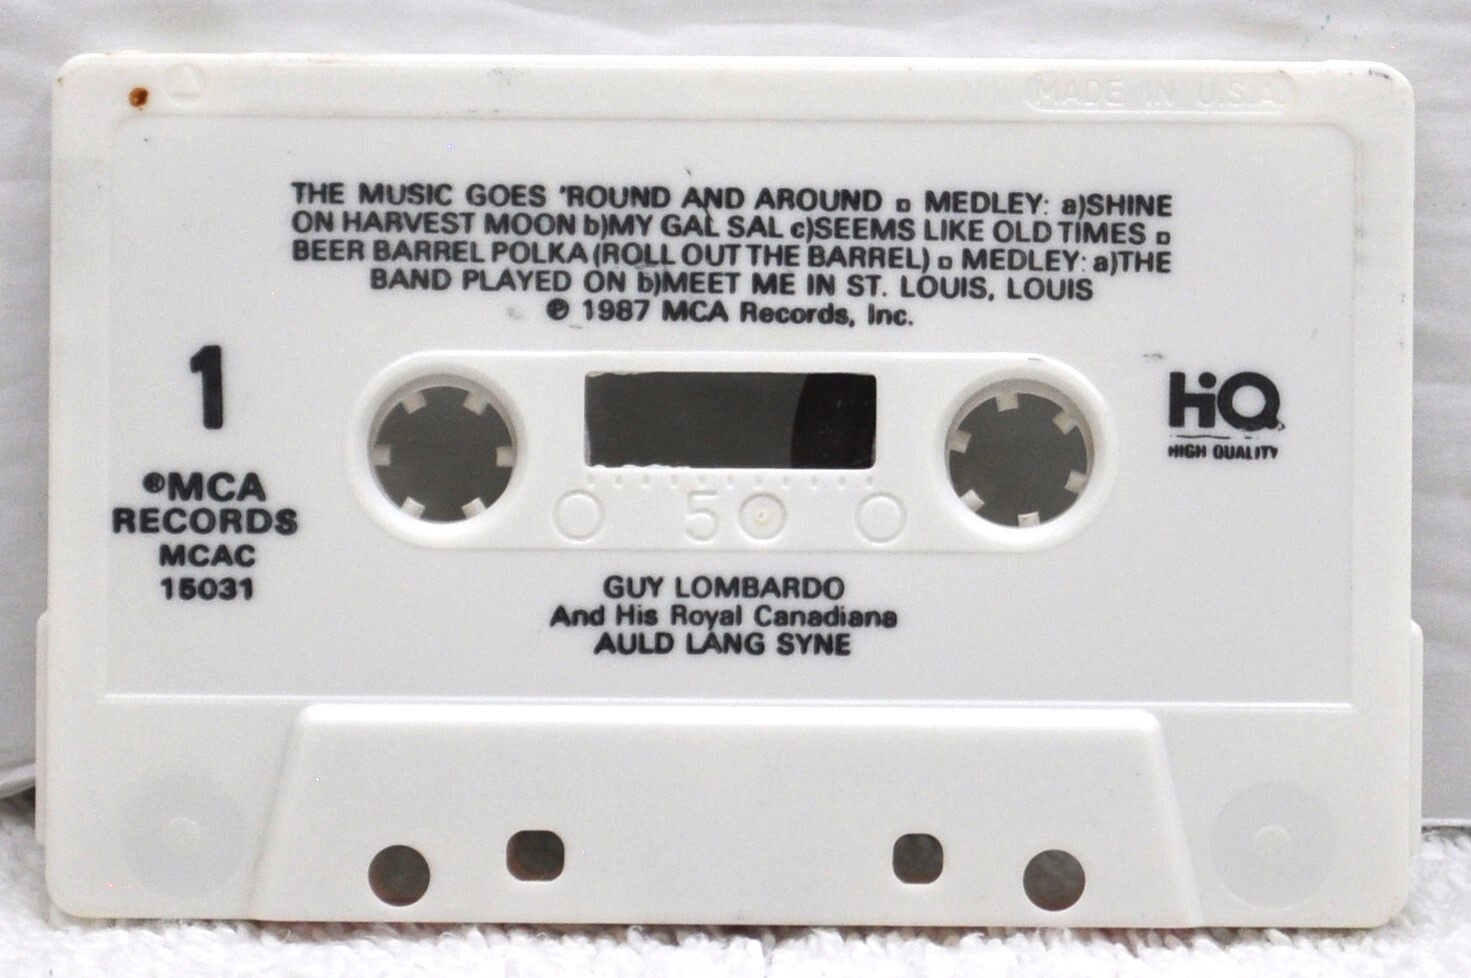 MADE IN U.S.A.
THE MUSIC GOES 'ROUND AND AROUND ▫ MEDLEY: a)SHINE
ON HARVEST MOON b)MY GAL SAL c)SEEMS LIKE OLD TIMES ▫
BEER BARREL POLKA (ROLL OUT THE BARREL) ▫ MEDLEY: a)THE
BAND PLAYED ON b)MEET ME IN ST. LOUIS, LOUIS
℗ 1987 MCA Records, Inc.
1
®MCA
RECORDS
MCAC
15031
HiQ
HIGH QUALITY
5
GUY LOMBARDO
And His Royal Canadians
AULD LANG SYNE